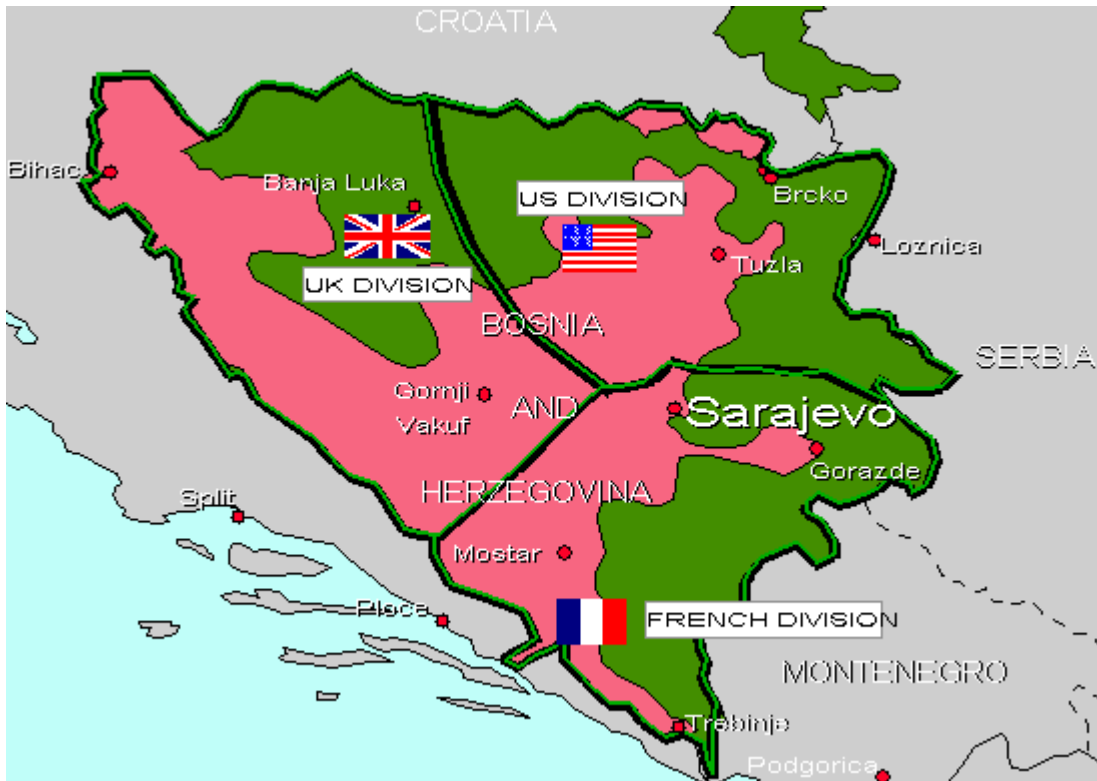 CROATIA
Bihac
Banja Luka
US DIVISION
Brcko
Loznica
Tuzla
UK DIVISION
BOSNIA
SERBIA
Gornji
Vakuf
AND
Sarajevo
Gorazde
HERZEGOVINA
Split
Mostar
Ploce
FRENCH DIVISION
MONTENEGRO
Trebinje
Podgorica